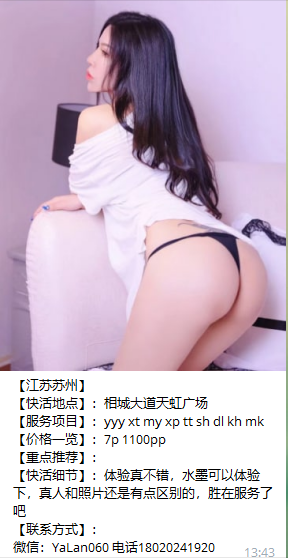 【江苏苏州】
【快活地点】：相城大道天虹广场
【服务项目】：yyy xt my xp tt sh dl kh mk
【价格一览】：7p 1100pp
【重点推荐】：
【快活细节】：体验真不错，水墨可以体验
下，真人和照片还是有点区别的，胜在服务了
吧
【联系方式】：
微信：YaLan060 电话18020241920
13:43